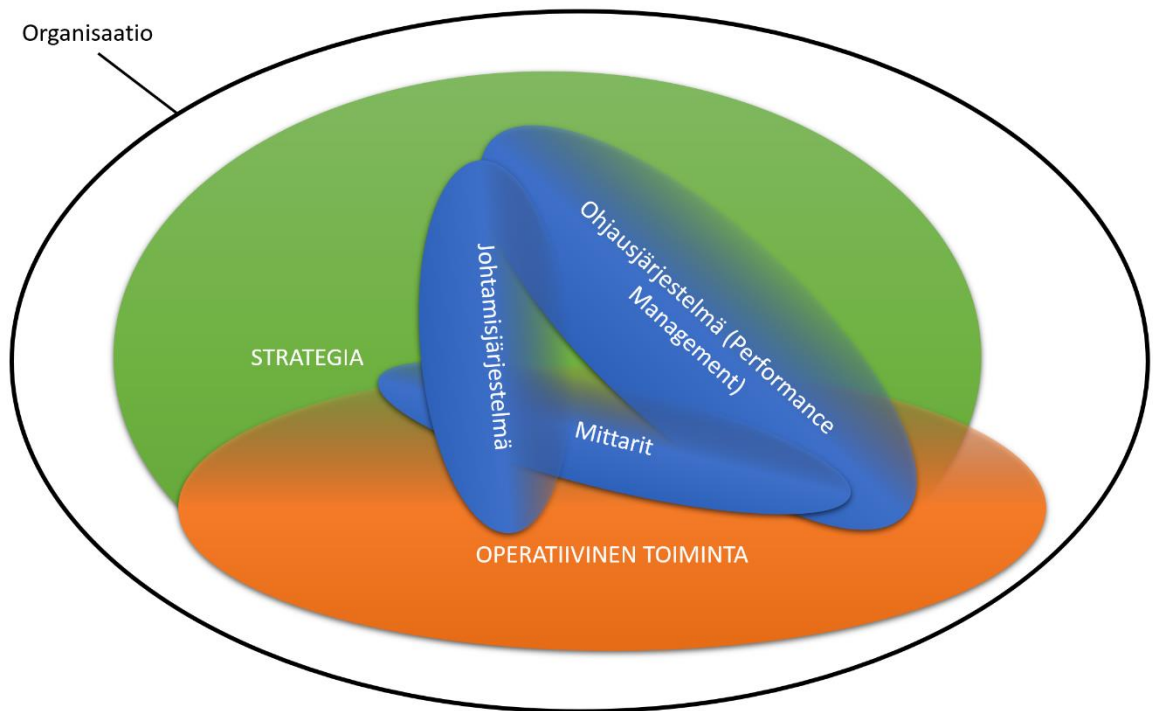 Organisaatio
Ohjausjärjestelmä (Performance
Management)
Johtamisjärjestelmä
STRATEGIA
Mittarit
OPERATIIVINEN TOIMINTA